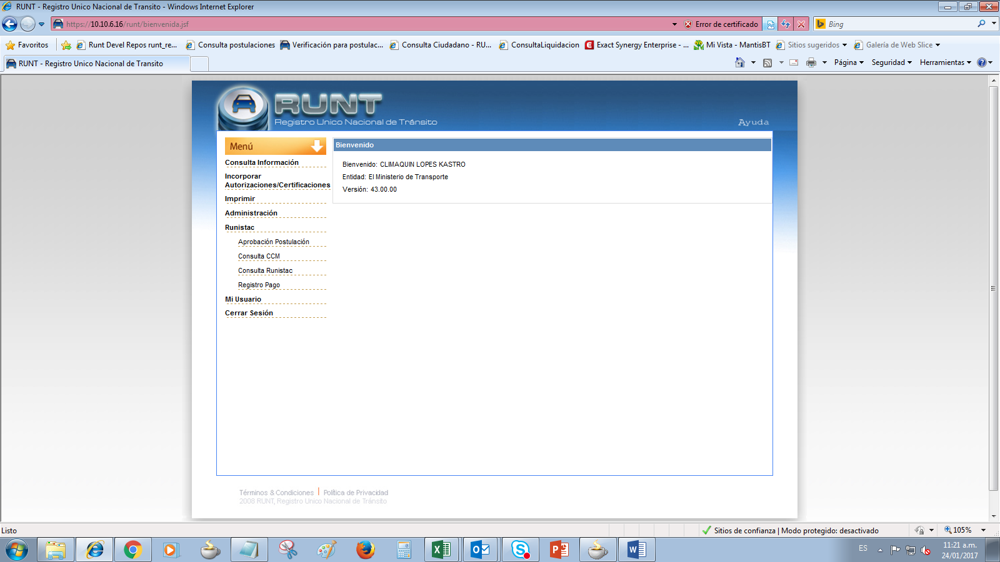 RUNT - Registro Unico Nacional de Transito - Windows Internet Explorer
https://10.10.6.16/runt/bienvenida.jsf
Error de certificado
Bing
Favoritos
Runt Devel Repos runt_re...
Consulta postulaciones
Verificación para postulac...
Consulta Ciudadano - RU...
ConsultaLiquidacion
Exact Synergy Enterprise - ...
Mi Vista - MantisBT
Sitios sugeridos
Galería de Web Slice
RUNT - Registro Unico Nacional de Transito
Página
Seguridad
Herramientas
RUNT
Registro Unico Nacional de Tránsito
Ayuda
Menú
Consulta Información
Incorporar
Autorizaciones/Certificaciones
Imprimir
Administración
Runistac
Aprobación Postulación
Consulta CCM
Consulta Runistac
Registro Pago
Mi Usuario
Cerrar Sesión
Bienvenido
Bienvenido: CLIMAQUIN LOPES KASTRO
Entidad: El Ministerio de Transporte
Versión: 43.00.00
Términos & Condiciones | Política de Privacidad
2008 RUNT, Registro Unico Nacional de Tránsito
Listo
Sitios de confianza | Modo protegido: desactivado
105%
ES
11:21 a.m.
24/01/2017